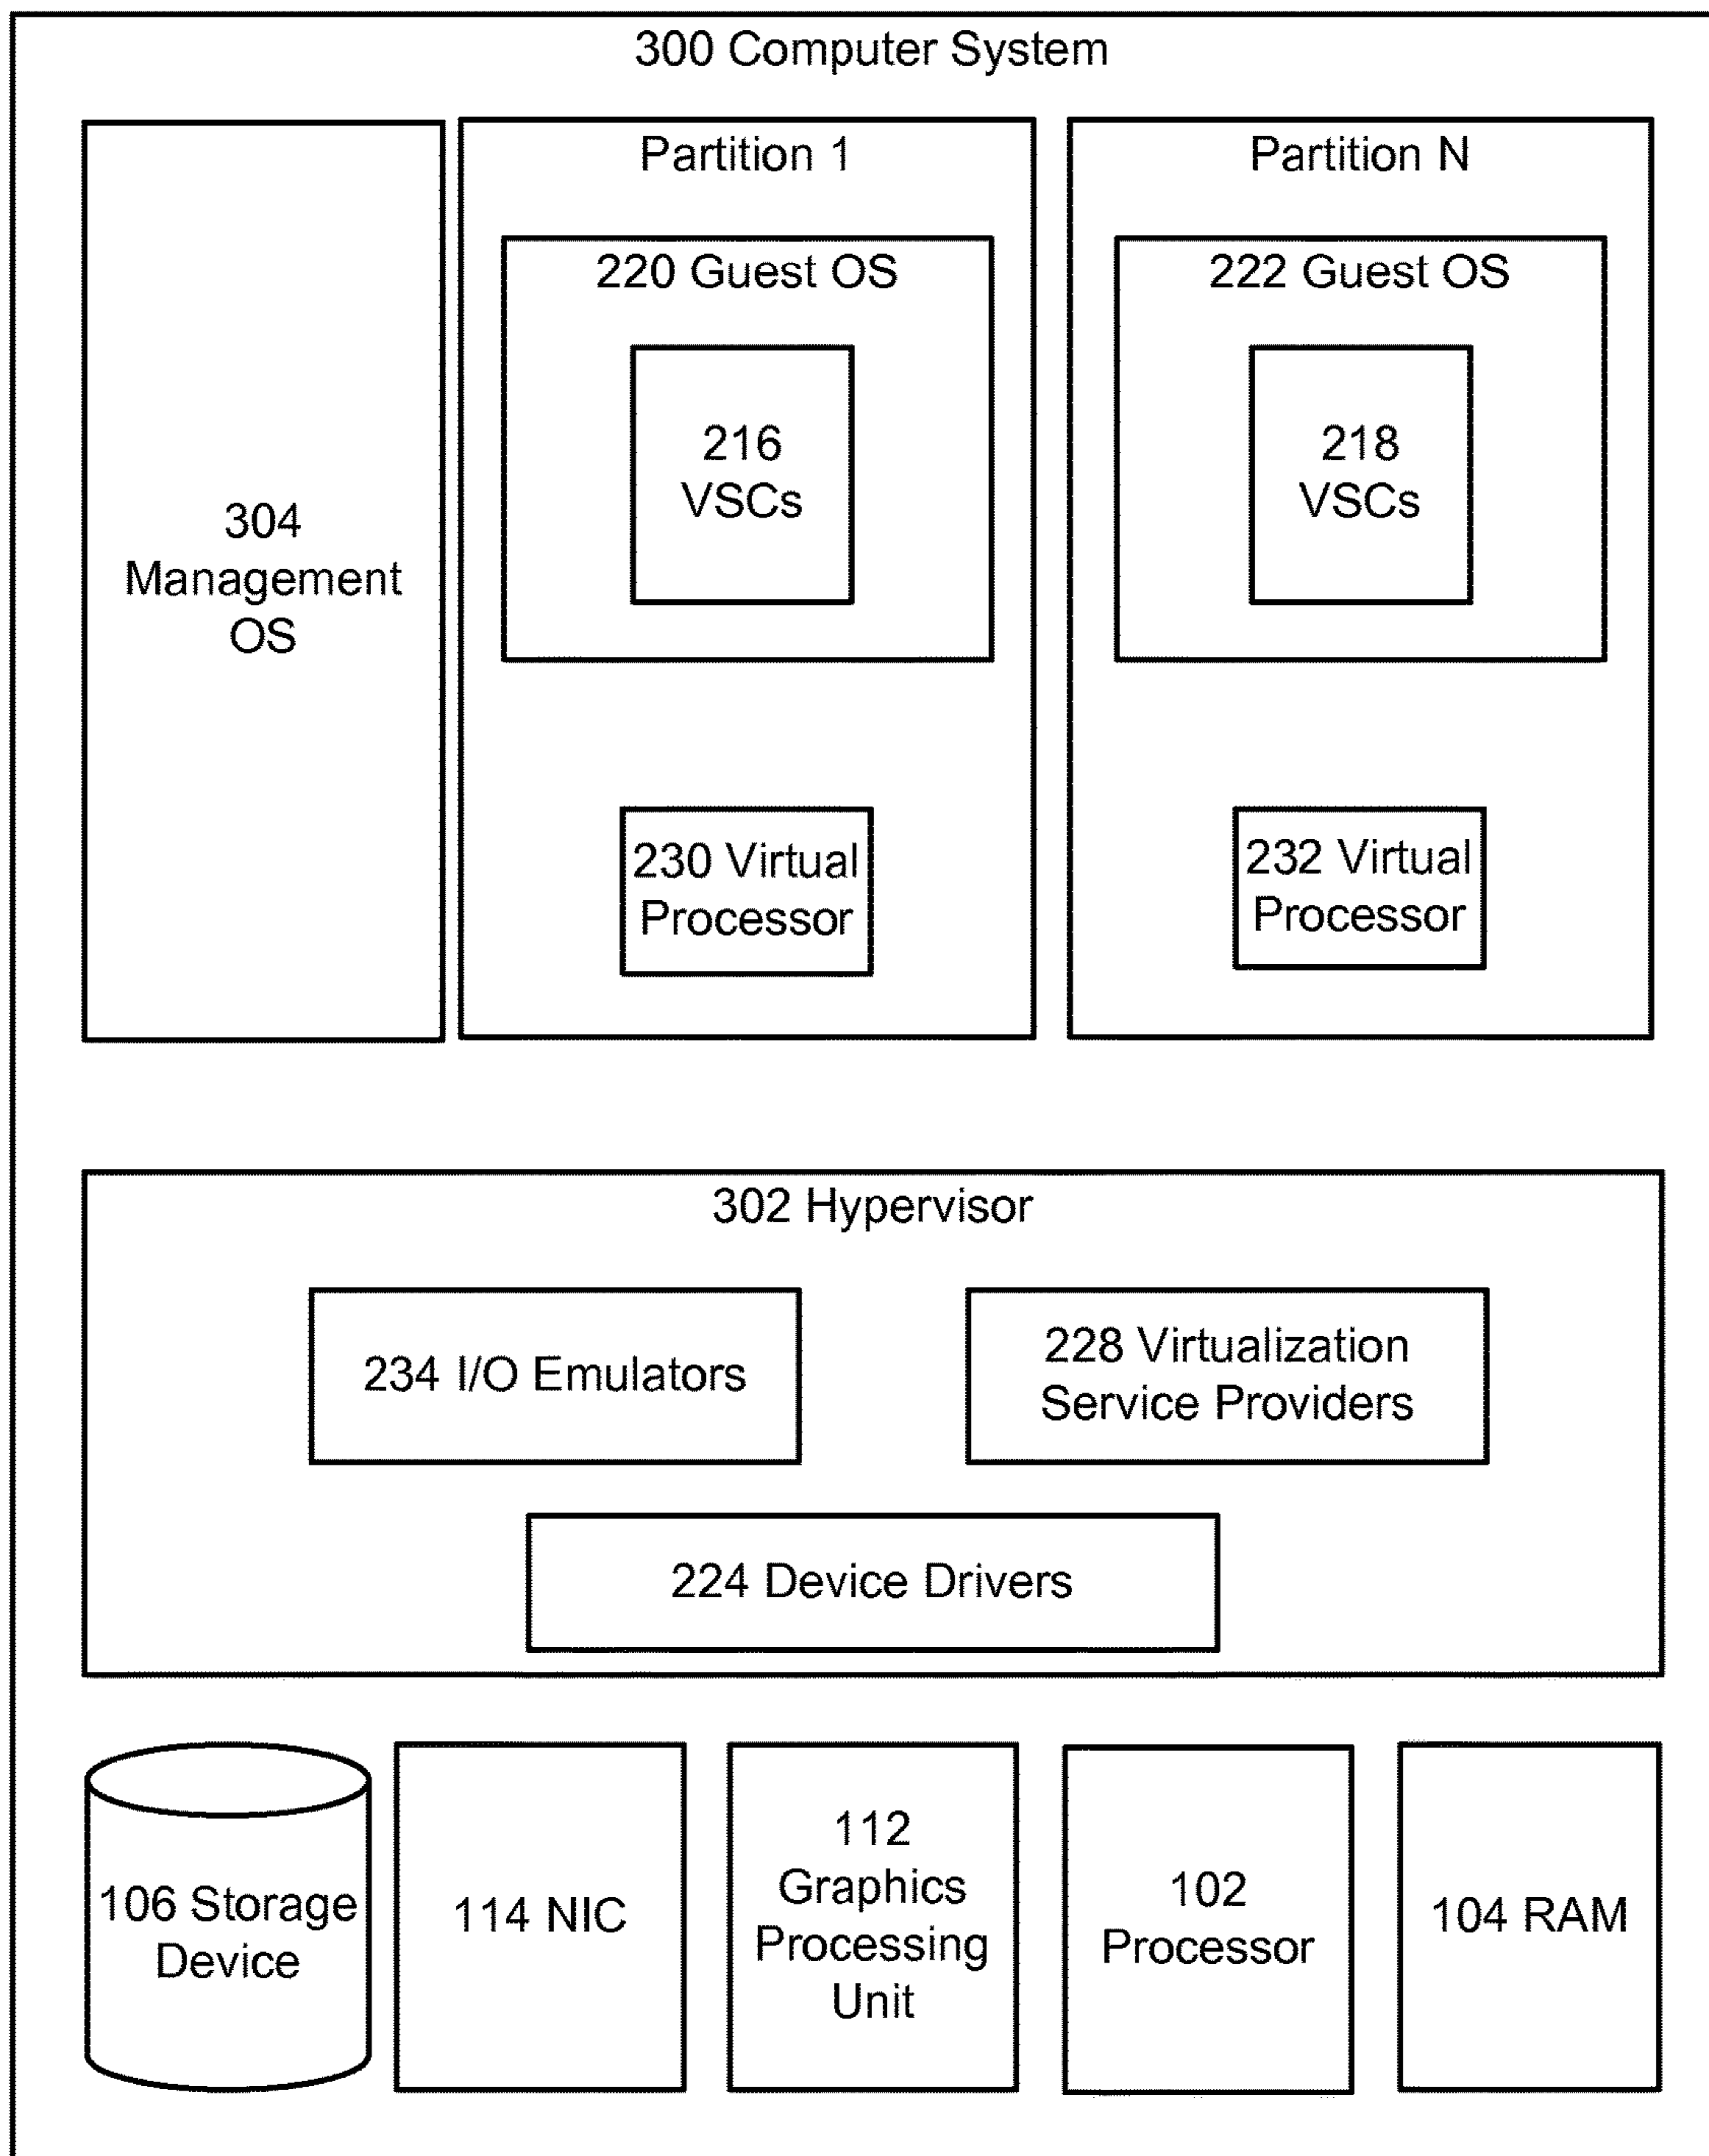 300 Computer System
304
Management
OS
Partition 1
220 Guest OS
216
VSCs
230 Virtual
Processor
Partition N
222 Guest OS
218
VSCs
232 Virtual
Processor
302 Hypervisor
234 I/O Emulators
228 Virtualization
Service Providers
224 Device Drivers
106 Storage
Device
114 NIC
112
Graphics
Processing
Unit
102
Processor
104 RAM